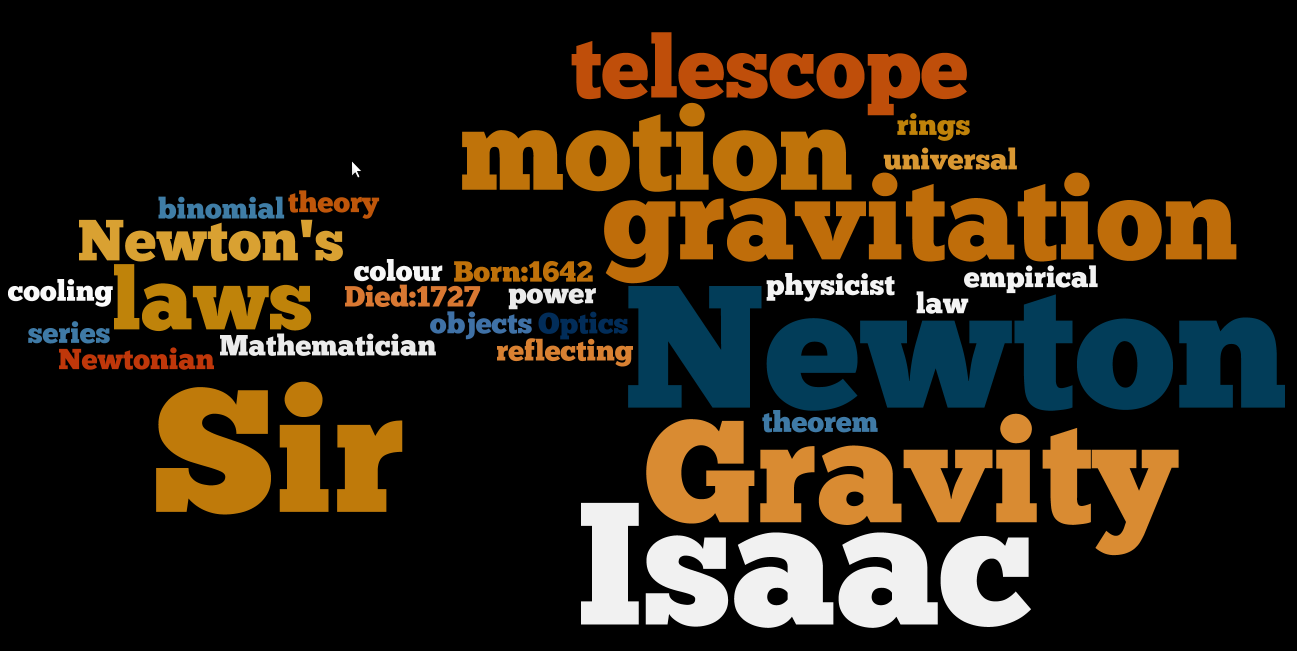 telescope
motion
rings
universal
gravitation
binomial
theory
Newton's
cooling
laws
colour
Born:1642
Died:1727
power
physicist
empirical
law
series
objects
Optics
Newtonian
Mathematician
reflecting
Newton
Sir
theorem
Gravity
Isaac